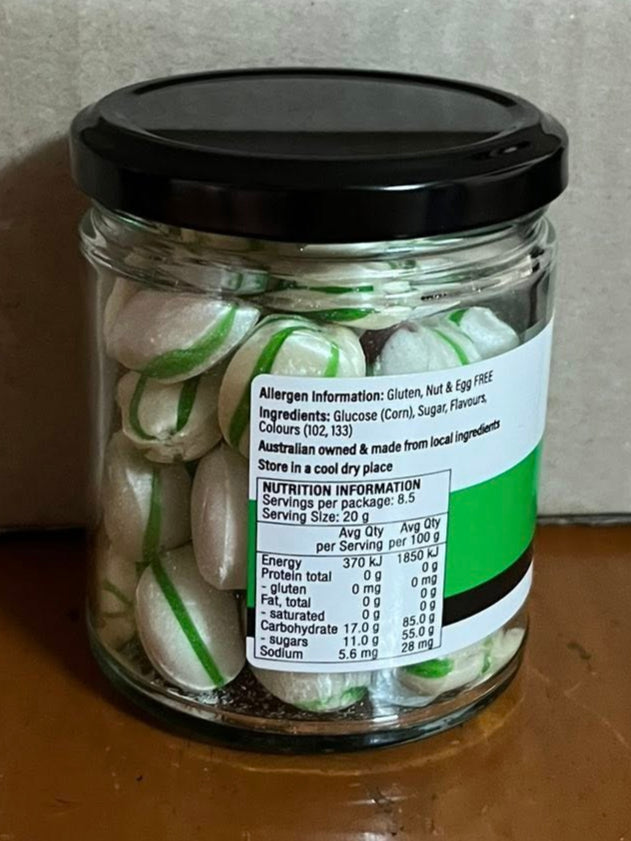 Allergen Information: Gluten, Nut & Egg FREE
Ingredients: Glucose (Corn), Sugar, Flavours,
Colours (102, 133)
Australian owned & made from local ingredients
Store in a cool dry place
NUTRITION INFORMATION
Servings per package: 8.5
Serving Size: 20 g
Avg Qty Avg Qty
per Serving per 100 g
Energy 370 kJ 1850 kJ
Protein total 0 g 0 g
- gluten 0 mg 0 mg
Fat, total 0 g 0 g
- saturated 0 g 0 g
Carbohydrate 17.0 g 85.0 g
- sugars 11.0 g 55.0 g
Sodium 5.6 mg 28 mg